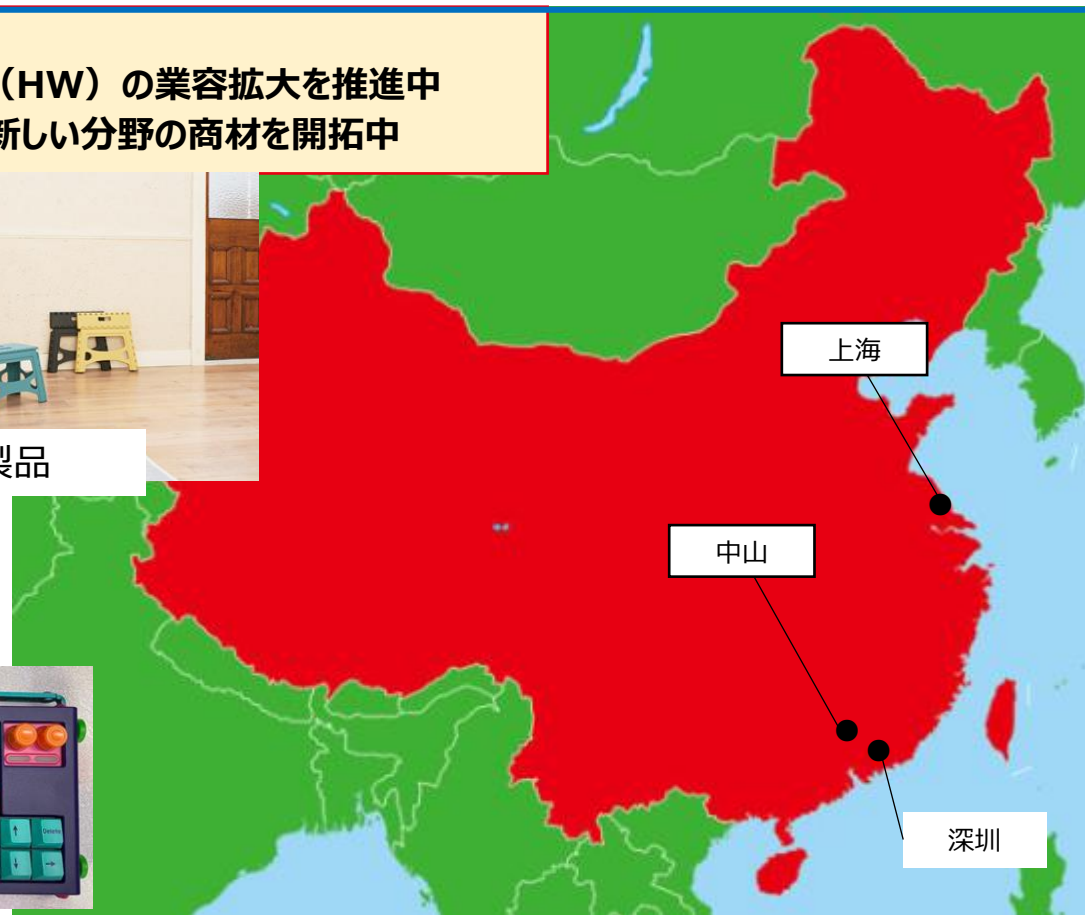 （HW）の業容拡大を推進中
新しい分野の商材を開拓中
製品
上海
中山
深圳
↑
Delete
↓
→